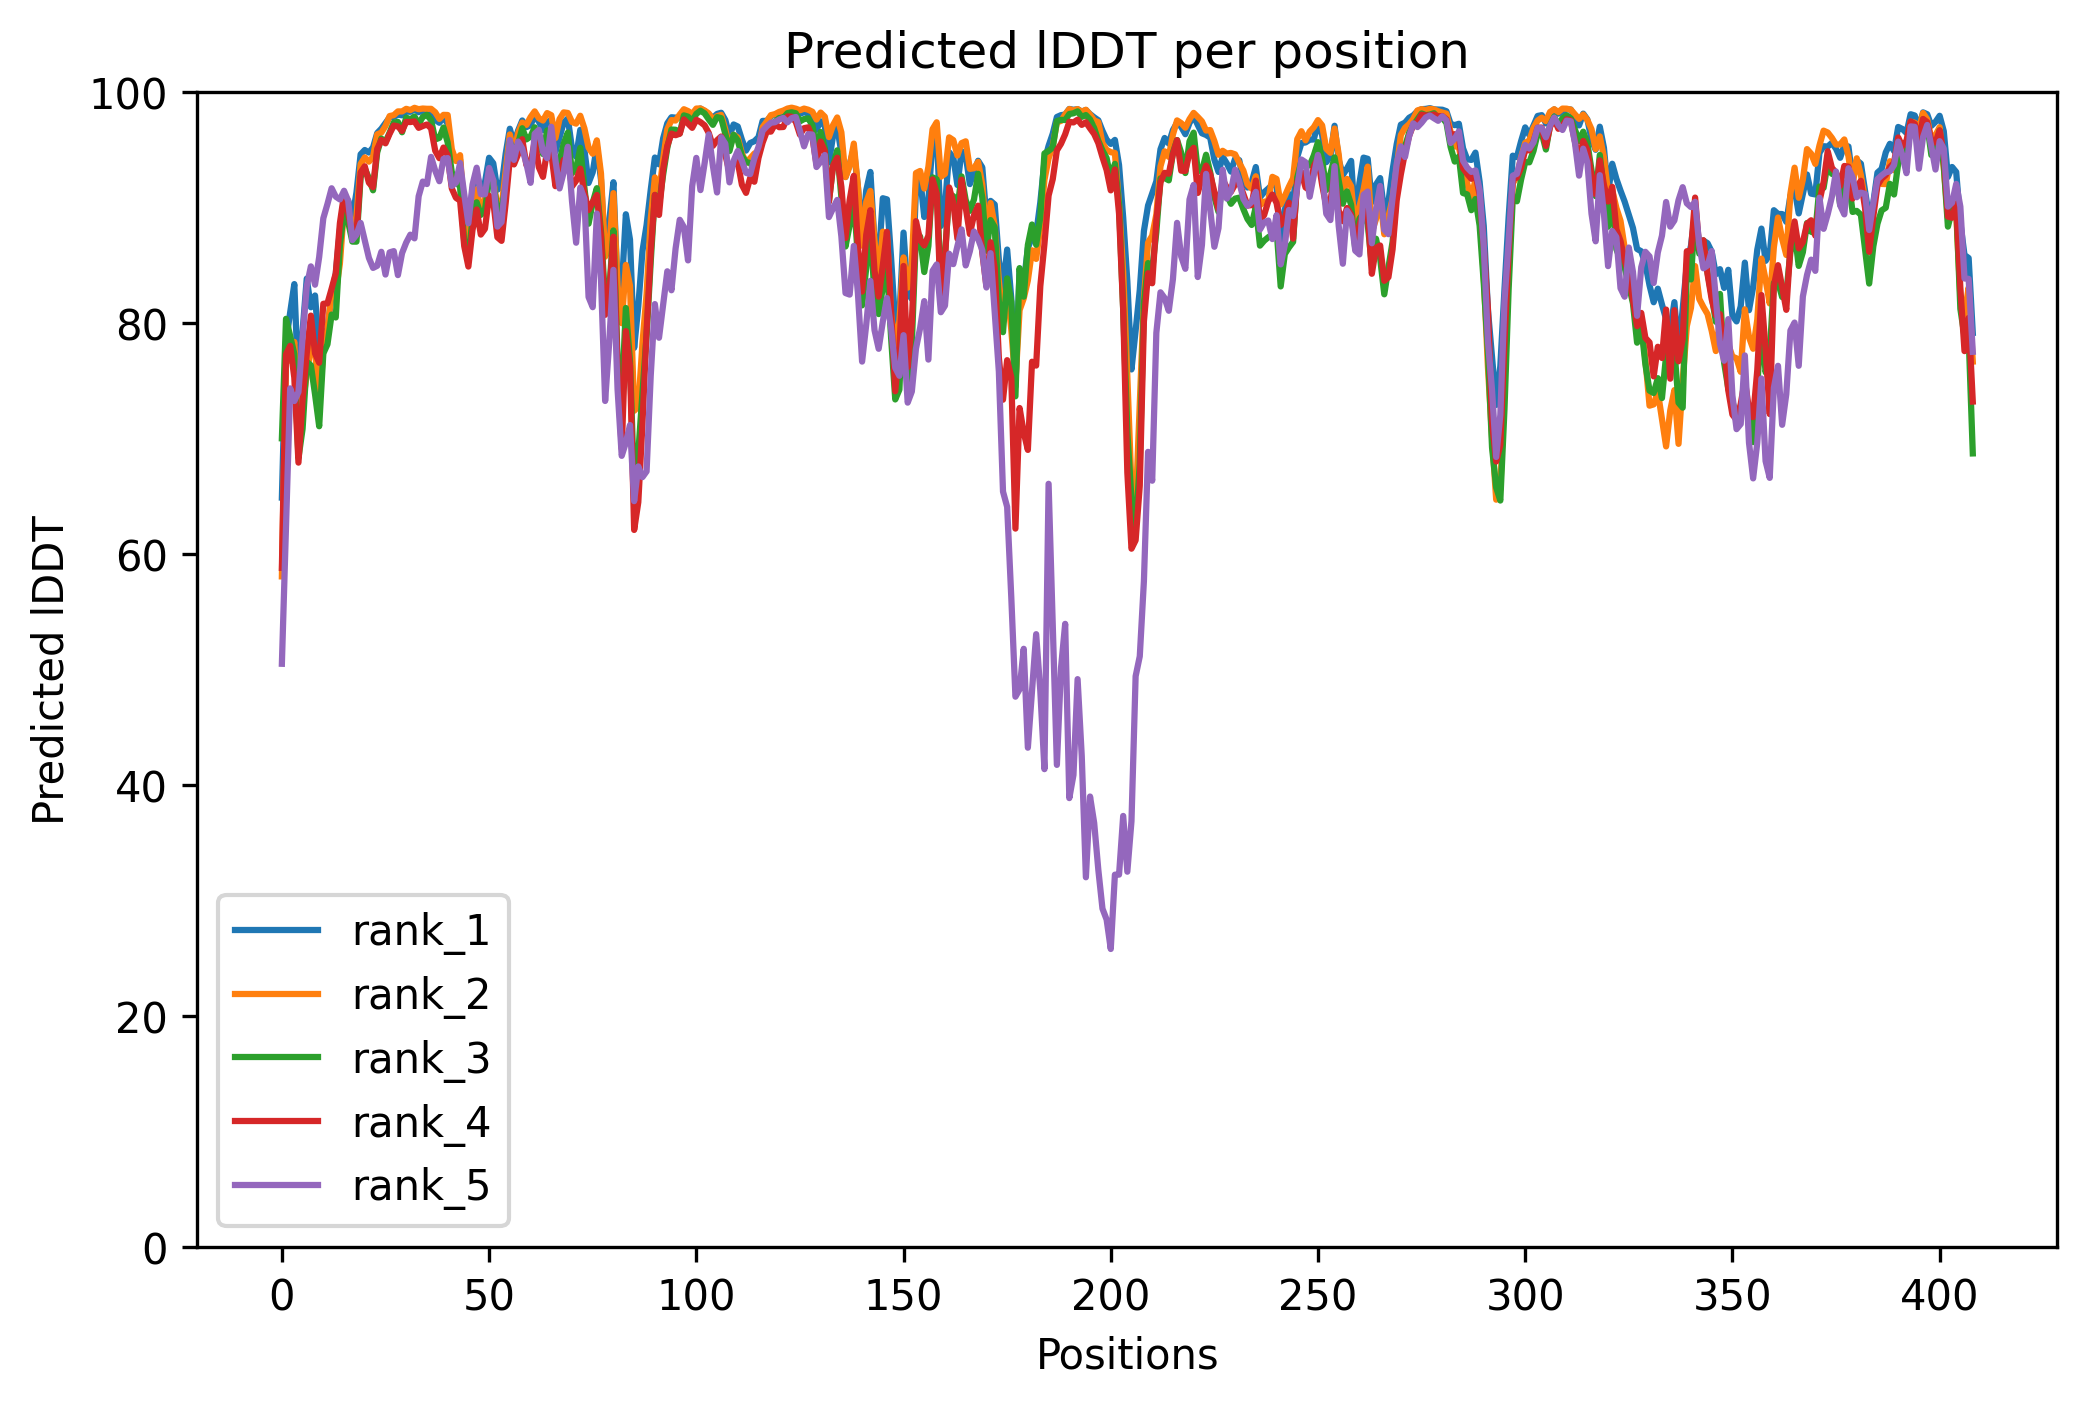 Predicted lDDT per position
100
80
60
40
20
0
Predicted lDDT
rank_1
rank_2
rank_3
rank_4
rank_5
0 50 100 150 200 250 300 350 400
Positions